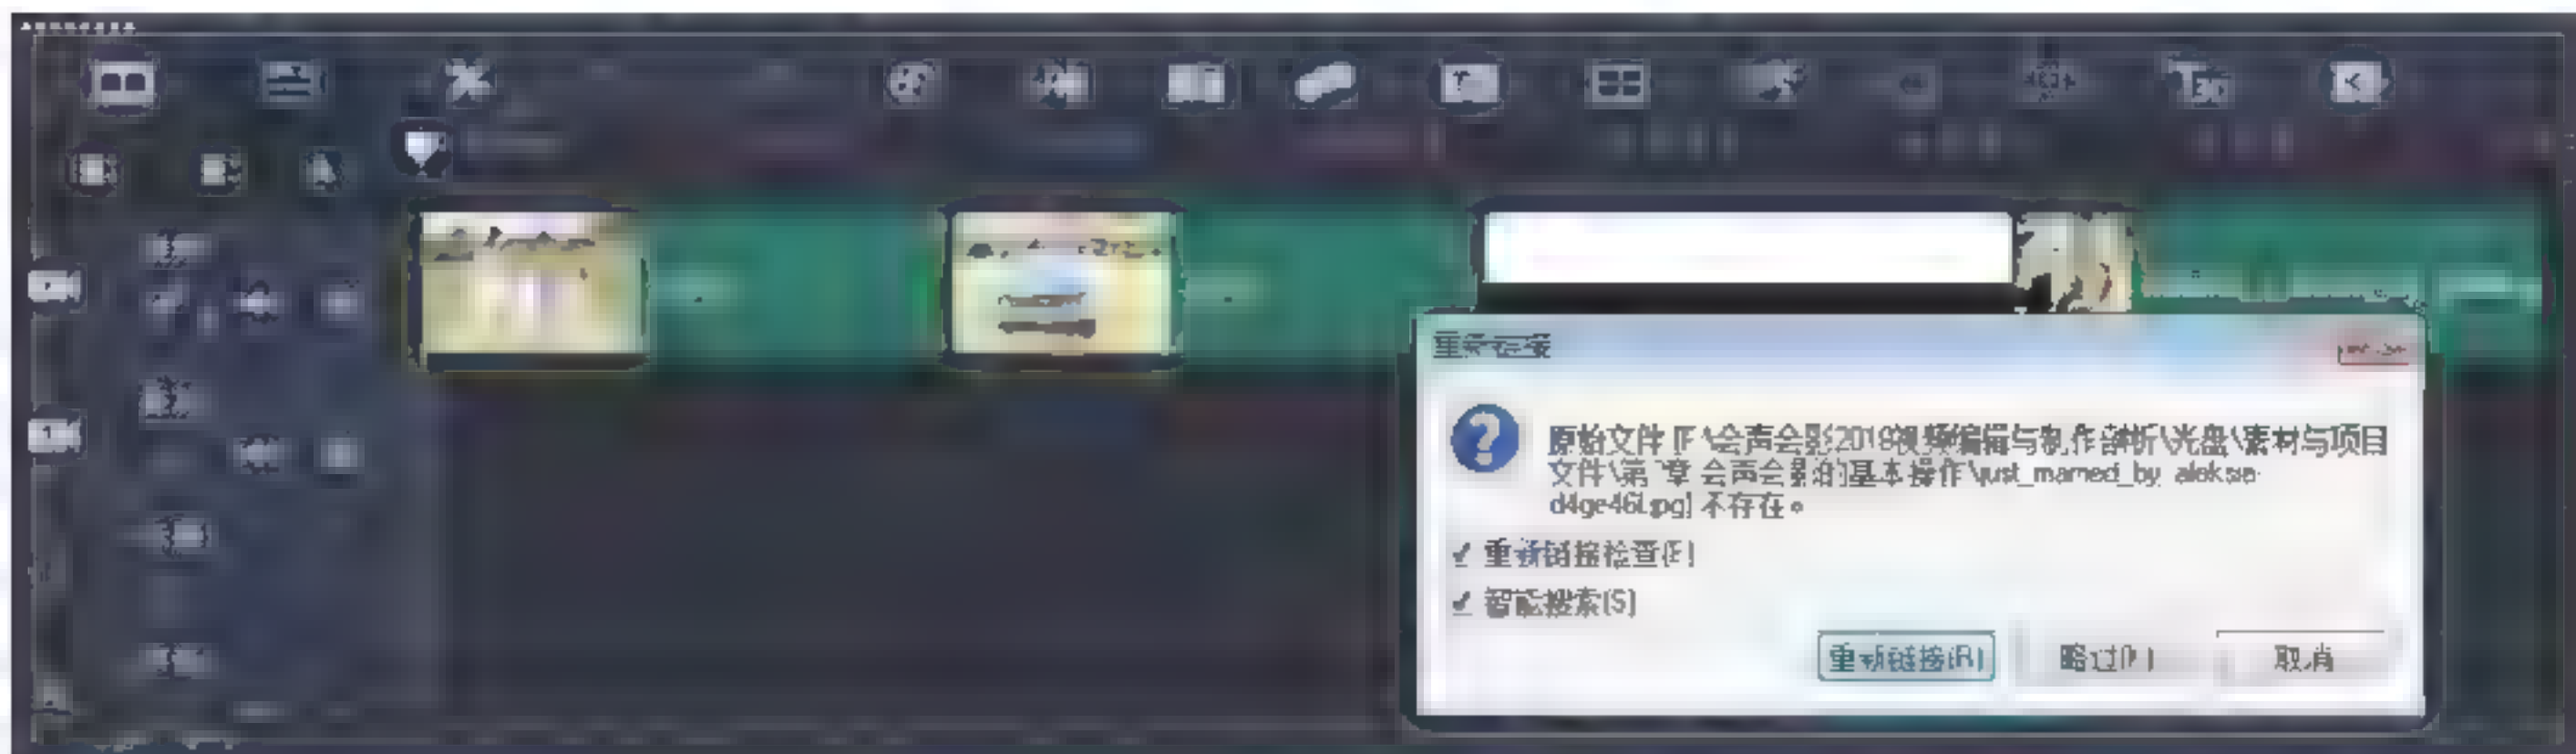 重新链接
原始文件 [F:\会声会影2018视频编辑与制作剖析\光盘\素材与项目
文件\第 章 会声会影的基本操作\just_married_by_aleksie-
d4ge46l.jpg] 不存在。
重新链接检查(E)
智能搜索(S)
重新链接(R) 略过 取消